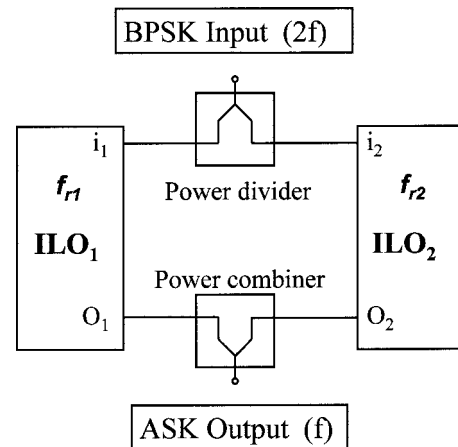 BPSK Input (2f)
i₁
i₂
fr1
fr2
Power divider
ILO₁
ILO₂
Power combiner
O₁
O₂
ASK Output (f)